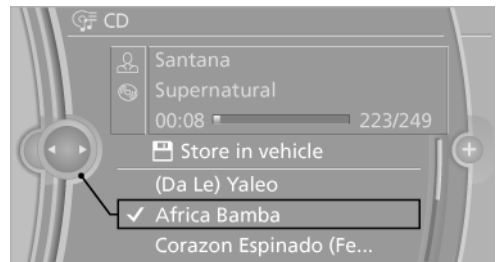 CD
Santana
Supernatural
00:08 223/249
Store in vehicle
(Da Le) Yaleo
Africa Bamba
Corazon Espinado (Fe...